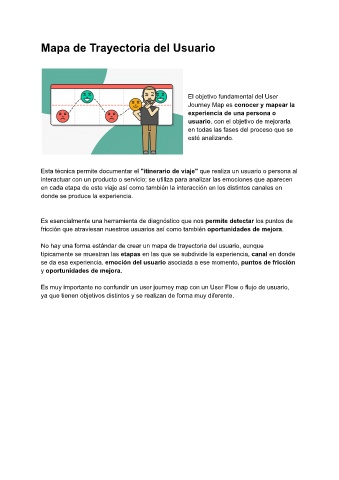 Mapa de Trayectoria del Usuario
El objetivo fundamental del User
Journey Map es conocer y mapear la
experiencia de una persona o
usuario, con el objetivo de mejorarla
en todas las fases del proceso que se
esté analizando.
Esta técnica permite documentar el "itinerario de viaje" que realiza un usuario o persona al
interactuar con un producto o servicio; se utiliza para analizar las emociones que aparecen
en cada etapa de este viaje así como también la interacción en los distintos canales en
donde se produce la experiencia.
Es esencialmente una herramienta de diagnóstico que nos permite detectar los puntos de
fricción que atraviesan nuestros usuarios así como también oportunidades de mejora.
No hay una forma estándar de crear un mapa de trayectoria del usuario, aunque
típicamente se muestran las etapas en las que se subdivide la experiencia, canal en donde
se da esa experiencia, emoción del usuario asociada a ese momento, puntos de fricción
y oportunidades de mejora.
Es muy importante no confundir un user journey map con un User Flow o flujo de usuario,
ya que tienen objetivos distintos y se realizan de forma muy diferente.